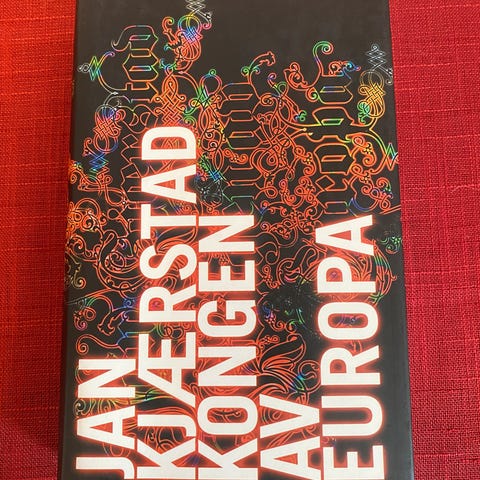 JAN
KJÆRSTAD
KONGEN
AV
EUROPA